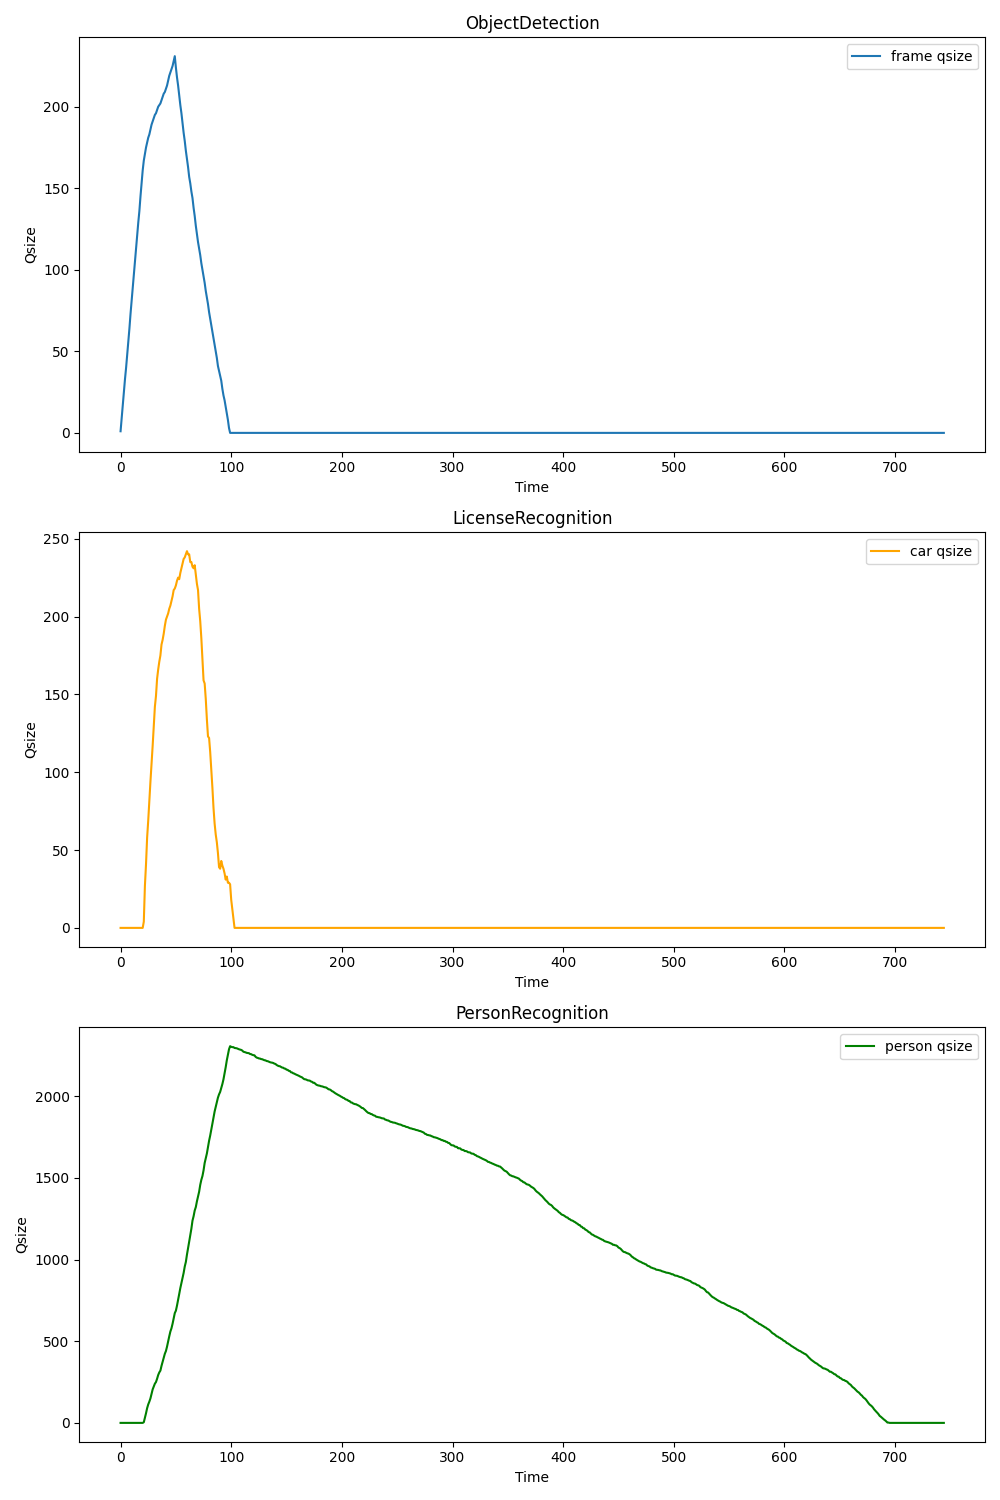 ObjectDetection
frame qsize
200
150
100
50
0
Qsize
0 100 200 300 400 500 600 700
Time
LicenseRecognition
car qsize
250
200
150
100
50
0
Qsize
0 100 200 300 400 500 600 700
Time
PersonRecognition
person qsize
2000
1500
1000
500
0
Qsize
0 100 200 300 400 500 600 700
Time